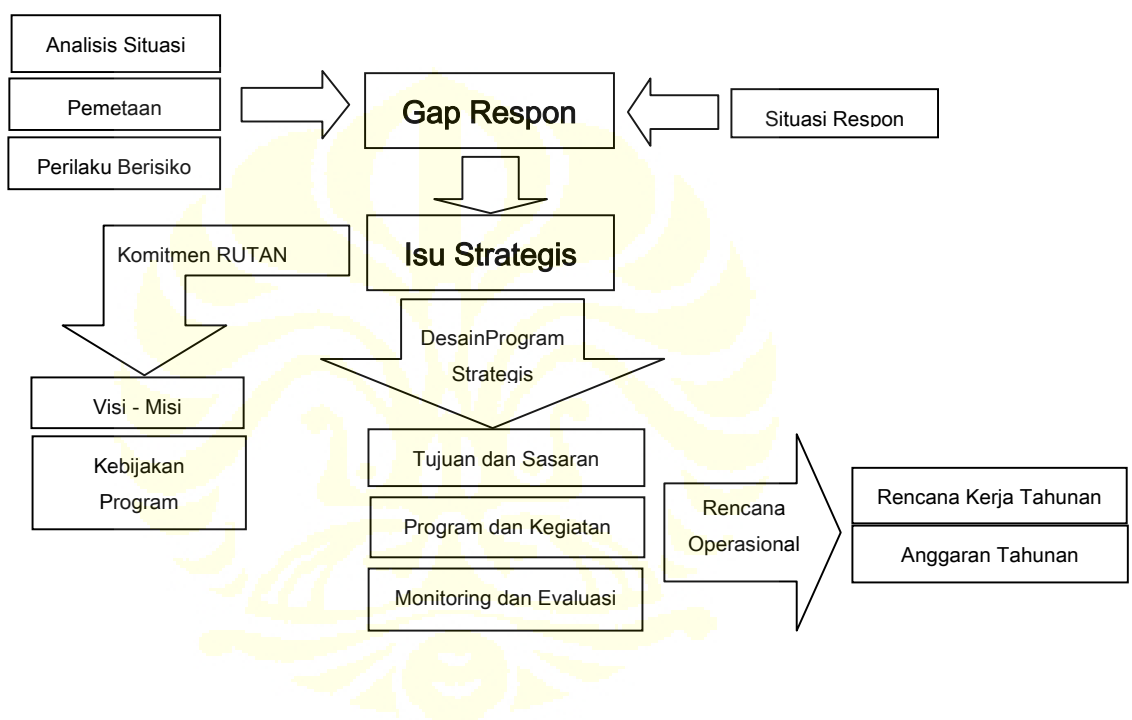 Analisis Situasi
Pemetaan
Perilaku Berisiko
Gap Respon
Situasi Respon
Isu Strategis
Komitmen RUTAN
DesainProgram
Strategis
Visi - Misi
Kebijakan
Program
Tujuan dan Sasaran
Program dan Kegiatan
Monitoring dan Evaluasi
Rencana
Operasional
Rencana Kerja Tahunan
Anggaran Tahunan